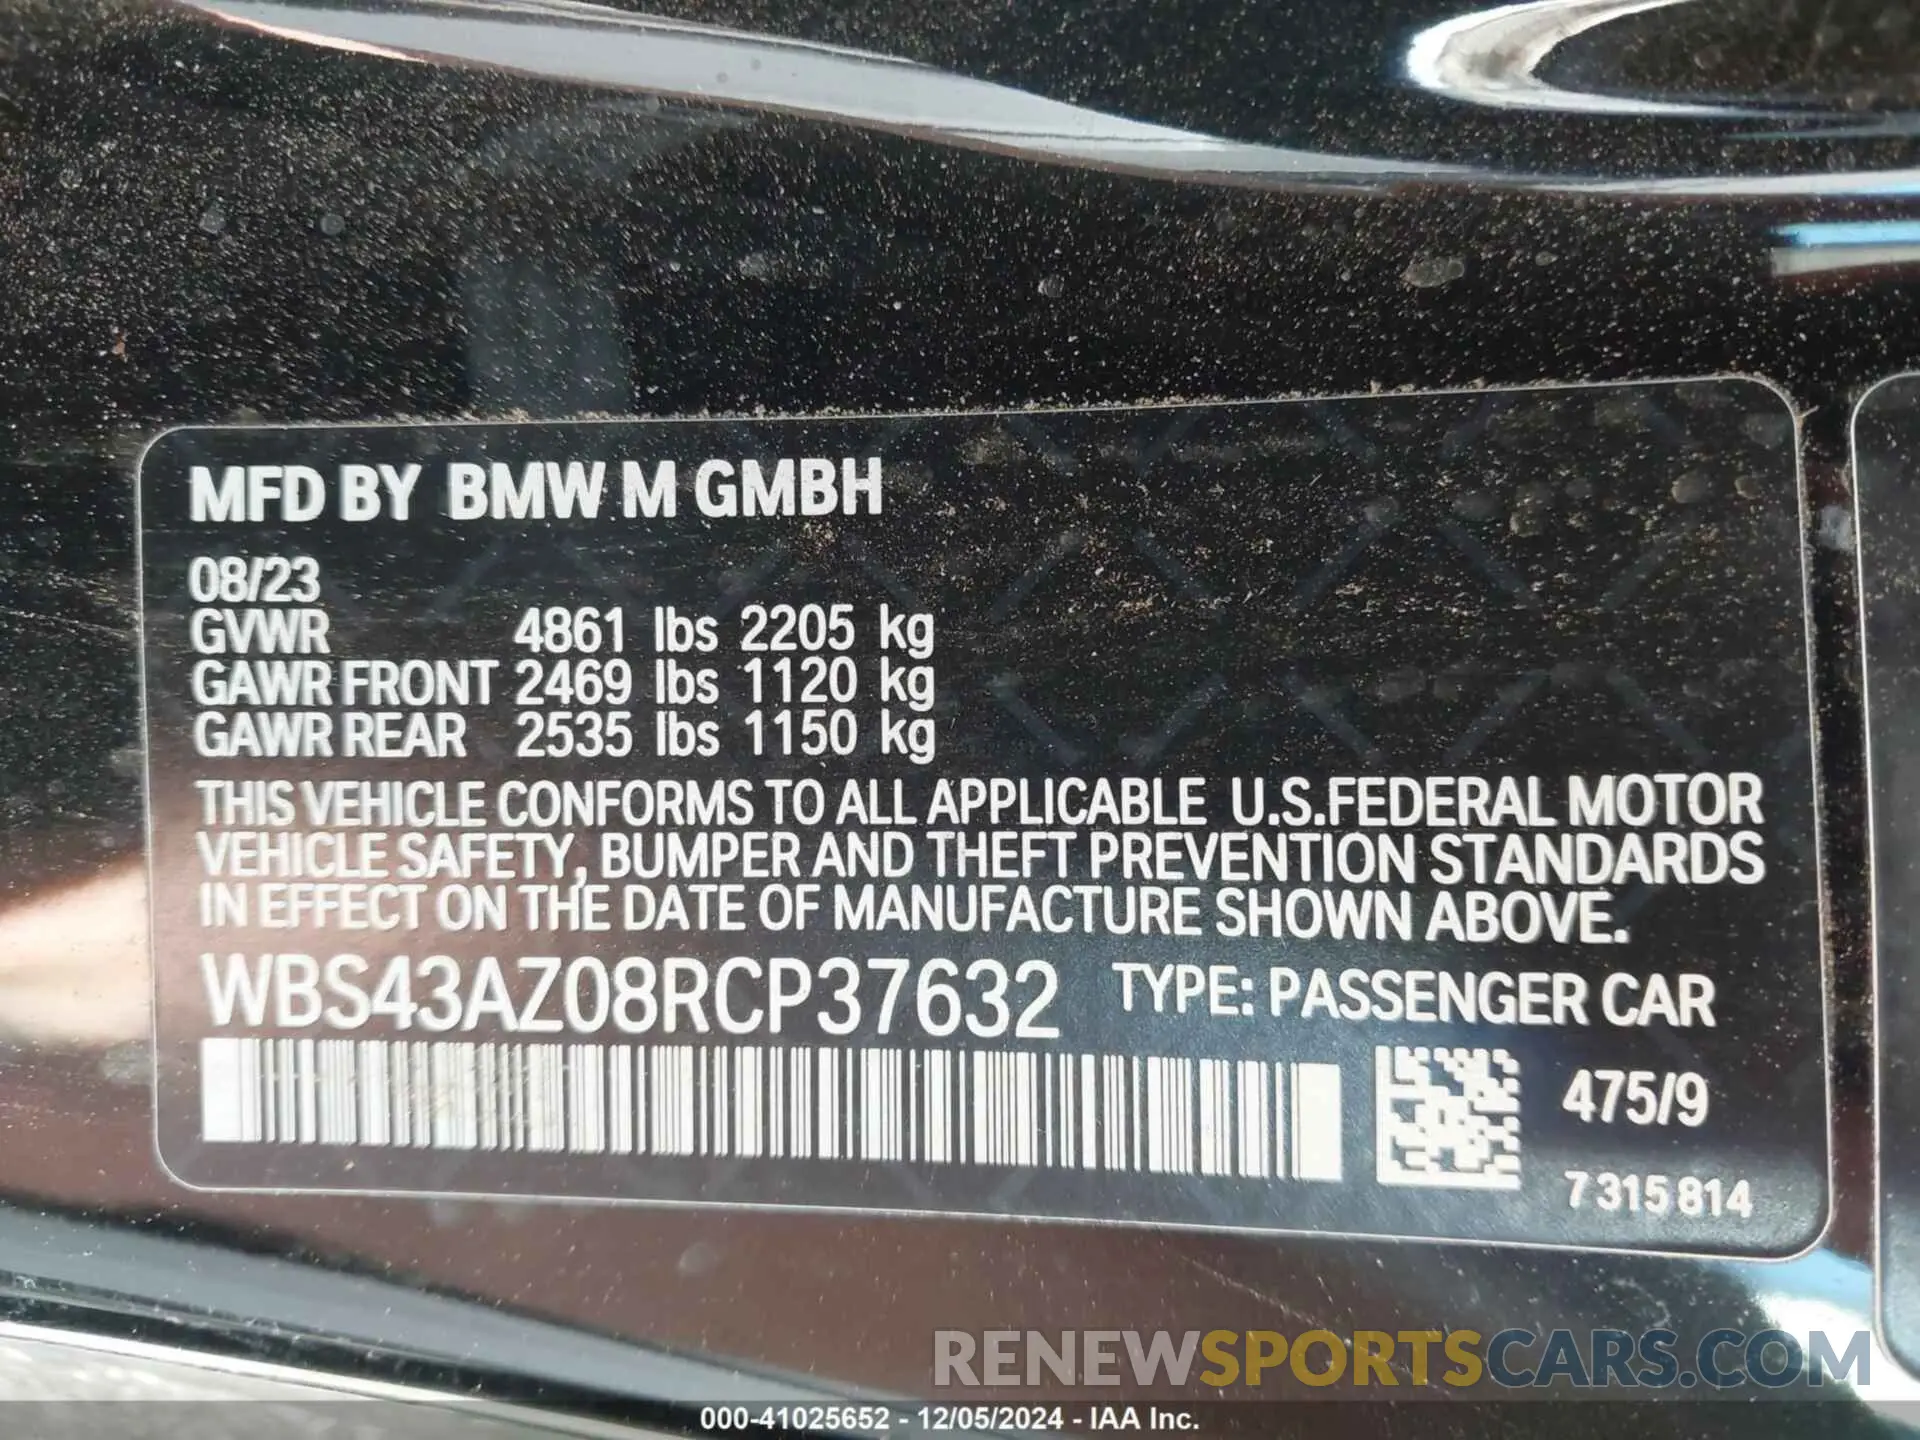 MFD BY BMW M GMBH
08/23
GVWR 4861 lbs 2205 kg
GAWR FRONT 2469 lbs 1120 kg
GAWR REAR 2535 lbs 1150 kg
THIS VEHICLE CONFORMS TO ALL APPLICABLE U.S.FEDERAL MOTOR
VEHICLE SAFETY, BUMPER AND THEFT PREVENTION STANDARDS
IN EFFECT ON THE DATE OF MANUFACTURE SHOWN ABOVE.
WBS43AZ08RCP37632 TYPE: PASSENGER CAR
475/9
7 315 814
RENEWSPORTSCARS.COM
000-41025652 - 12/05/2024 - IAA Inc.